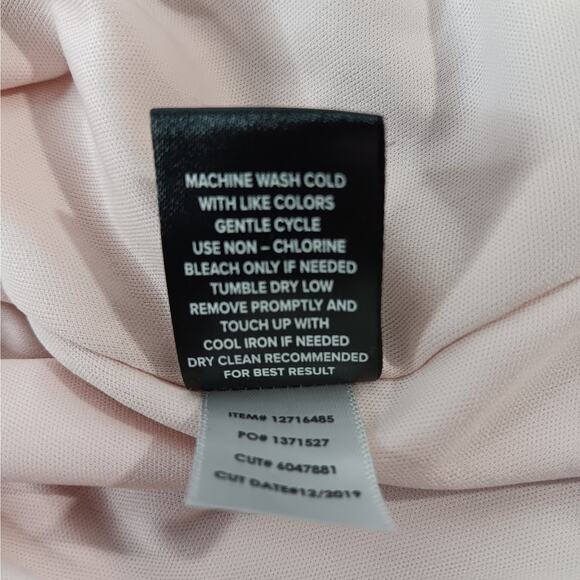 MACHINE WASH COLD
WITH LIKE COLORS
GENTLE CYCLE
USE NON – CHLORINE
BLEACH ONLY IF NEEDED
TUMBLE DRY LOW
REMOVE PROMPTLY AND
TOUCH UP WITH
COOL IRON IF NEEDED
DRY CLEAN RECOMMENDED
FOR BEST RESULT
ITEM# 12716485
PO# 1371527
CUT# 6047881
CUT DATE#12/2019